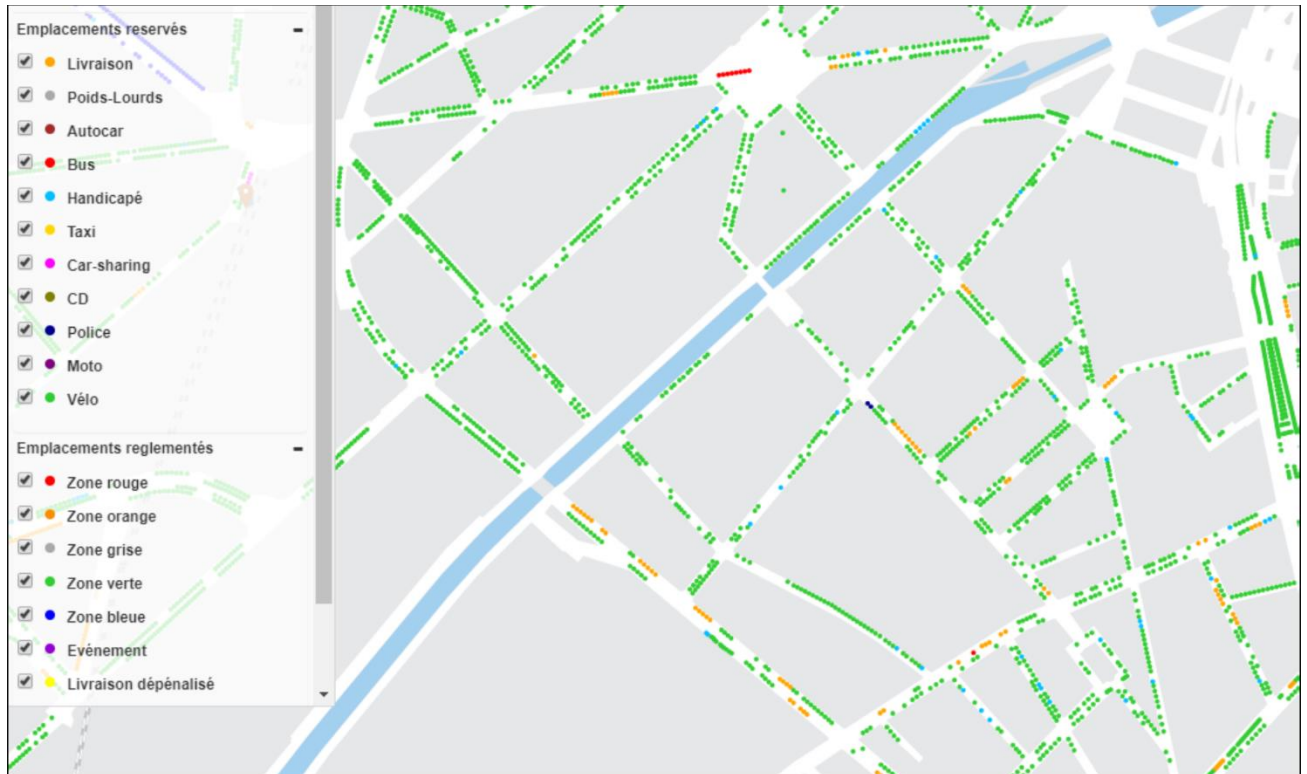 Emplacements reservés
Livraison
Poids-Lourds
Autocar
Bus
Handicapé
Taxi
Car-sharing
CD
Police
Moto
Vélo
Emplacements reglementés
Zone rouge
Zone orange
Zone grise
Zone verte
Zone bleue
Evénement
Livraison dépénalisé